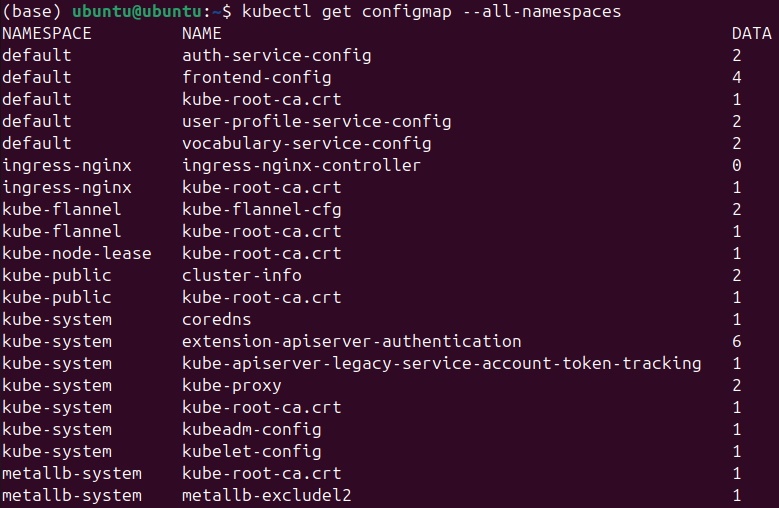 (base) ubuntu@ubuntu:~$ kubectl get configmap --all-namespaces
NAMESPACE NAME DATA
default auth-service-config 2
default frontend-config 4
default kube-root-ca.crt 1
default user-profile-service-config 2
default vocabulary-service-config 2
ingress-nginx ingress-nginx-controller 0
ingress-nginx kube-root-ca.crt 1
kube-flannel kube-flannel-cfg 2
kube-flannel kube-root-ca.crt 1
kube-node-lease kube-root-ca.crt 1
kube-public cluster-info 2
kube-public kube-root-ca.crt 1
kube-system coredns 1
kube-system extension-apiserver-authentication 6
kube-system kube-apiserver-legacy-service-account-token-tracking 1
kube-system kube-proxy 2
kube-system kube-root-ca.crt 1
kube-system kubeadm-config 1
kube-system kubelet-config 1
metallb-system kube-root-ca.crt 1
metallb-system metallb-excludel2 1